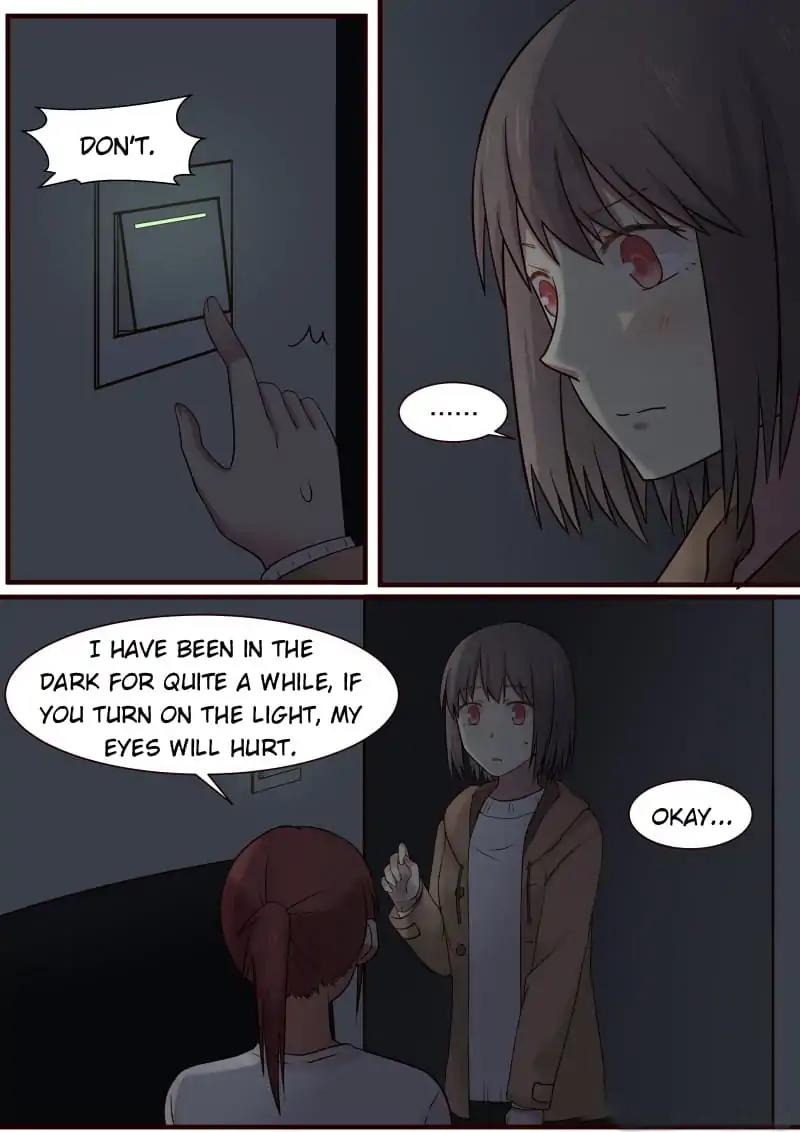 DON'T.
......
I HAVE BEEN IN THE
DARK FOR QUITE A WHILE, IF
YOU TURN ON THE LIGHT, MY
EYES WILL HURT.
OKAY...